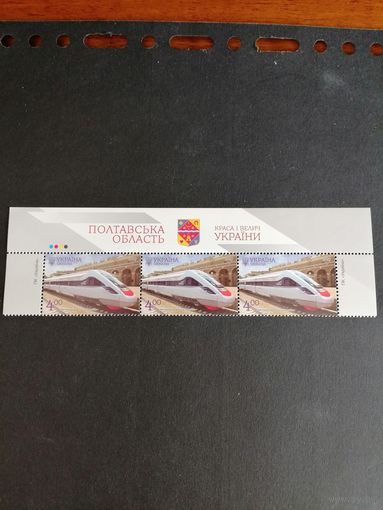 ПОЛТАВСЬКА
ОБЛАСТЬ
КРАСА І ВЕЛИЧ
УКРАЇНИ
УКРАЇНА
4.00
УКРАЇНА
4.00
УКРАЇНА
4.00